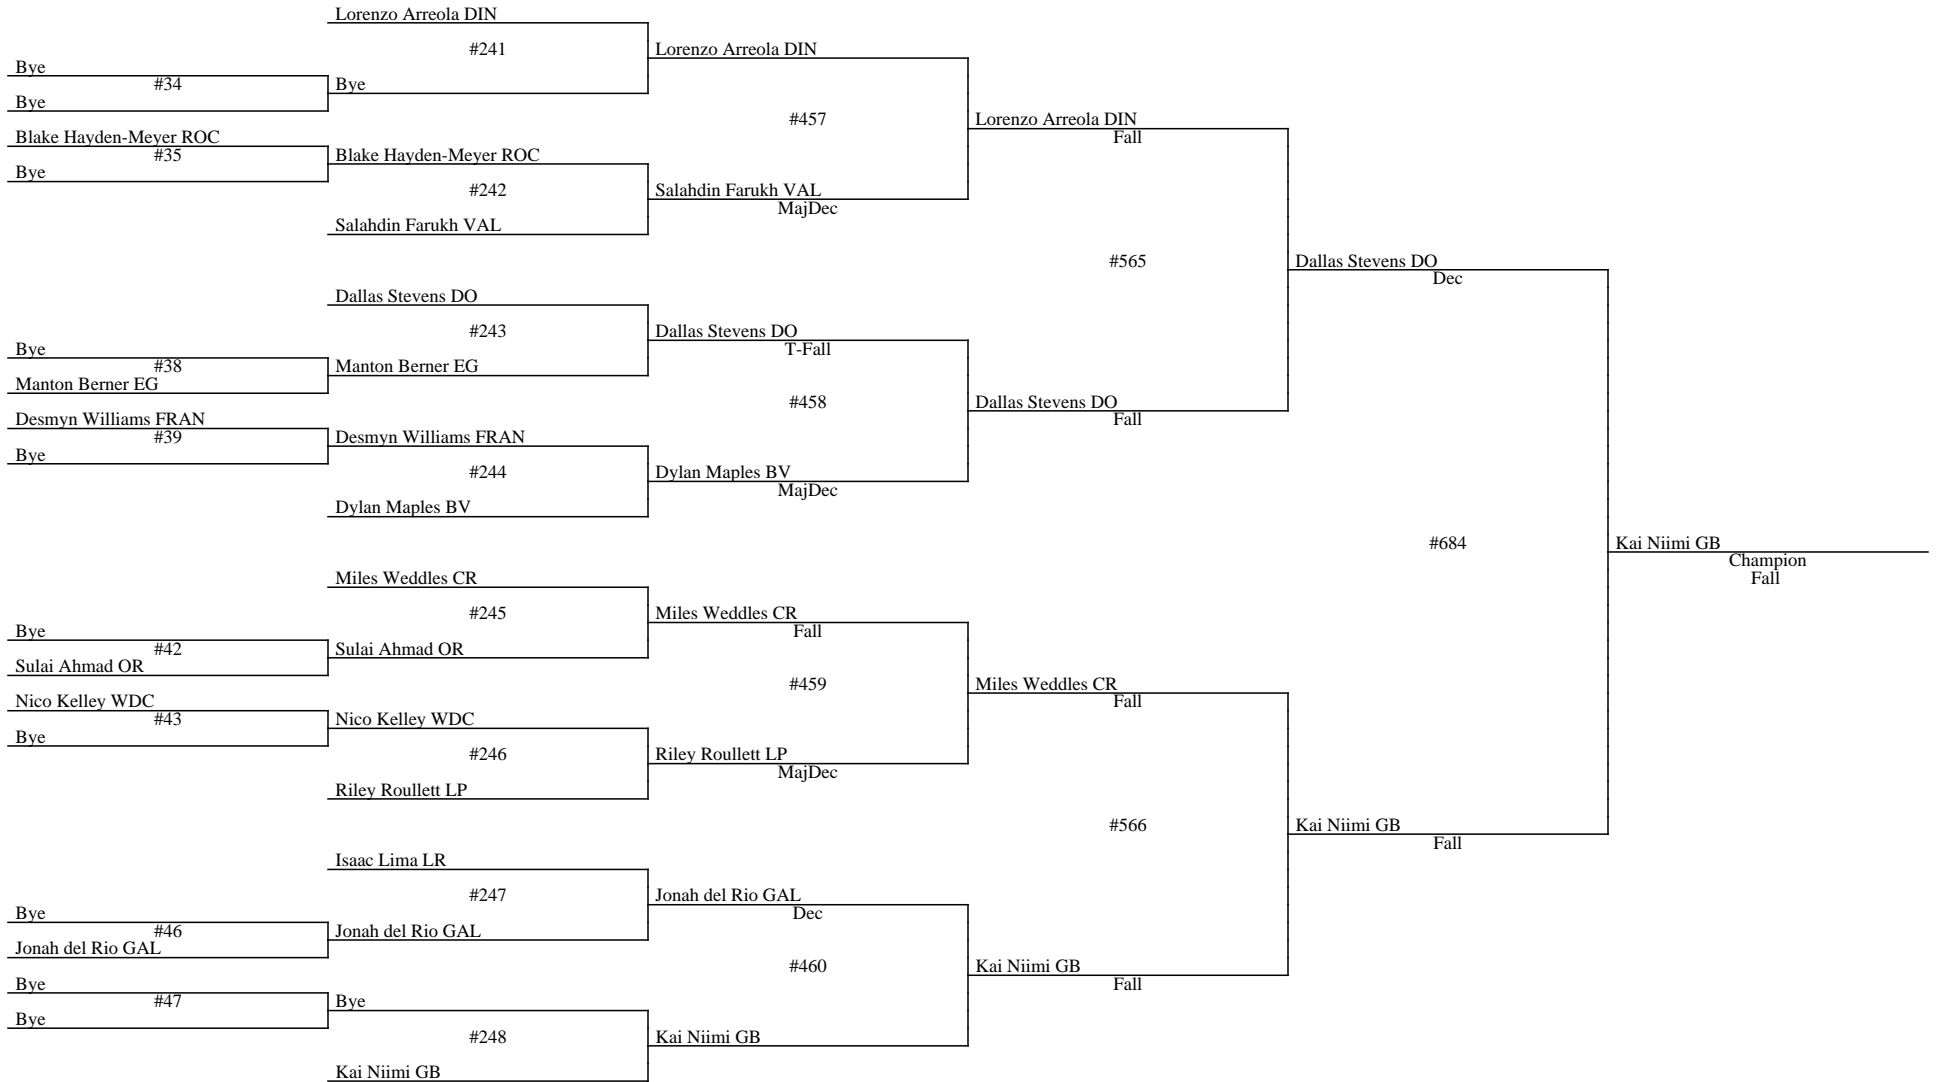 Lorenzo Arreola DIN
#241
Lorenzo Arreola DIN
Bye
#34
Bye
Bye
Blake Hayden-Meyer ROC
#457
Lorenzo Arreola DIN
Fall
#35
Blake Hayden-Meyer ROC
Bye
#242
Salahdin Farukh VAL
MajDec
Salahdin Farukh VAL
#565
Dallas Stevens DO
Dec
Dallas Stevens DO
#243
Dallas Stevens DO
T-Fall
Bye
#38
Manton Berner EG
Manton Berner EG
#458
Dallas Stevens DO
Fall
Desmyn Williams FRAN
#39
Desmyn Williams FRAN
Bye
#244
Dylan Maples BV
MajDec
Dylan Maples BV
#684
Kai Niimi GB
Champion
Fall
Miles Weddles CR
#245
Miles Weddles CR
Fall
Bye
#42
Sulai Ahmad OR
Sulai Ahmad OR
#459
Miles Weddles CR
Fall
Nico Kelley WDC
#43
Nico Kelley WDC
Bye
#246
Riley Roullett LP
MajDec
Riley Roullett LP
#566
Kai Niimi GB
Fall
Isaac Lima LR
#247
Jonah del Rio GAL
Dec
Bye
#46
Jonah del Rio GAL
Jonah del Rio GAL
#460
Kai Niimi GB
Fall
Bye
#47
Bye
Bye
#248
Kai Niimi GB
Kai Niimi GB